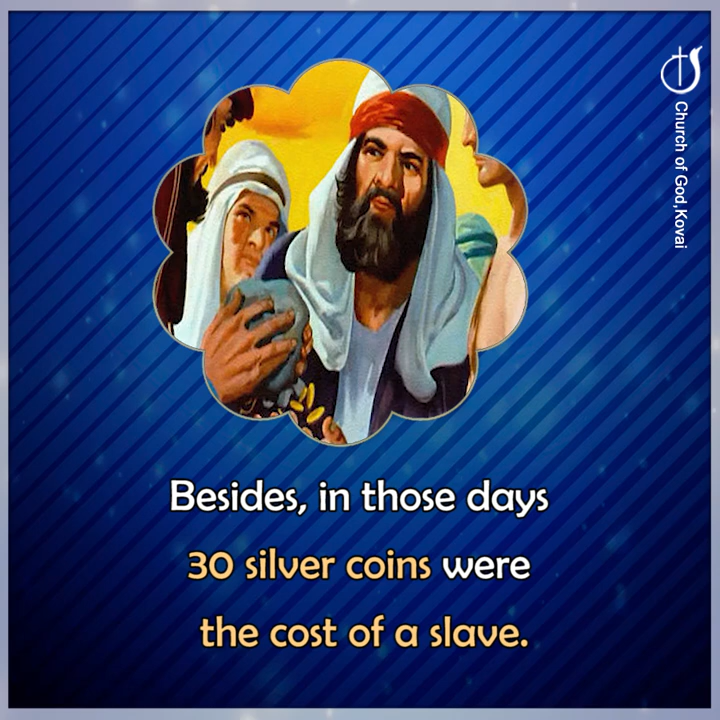 Church of God,Kovai
Besides, in those days
30 silver coins were
the cost of a slave.